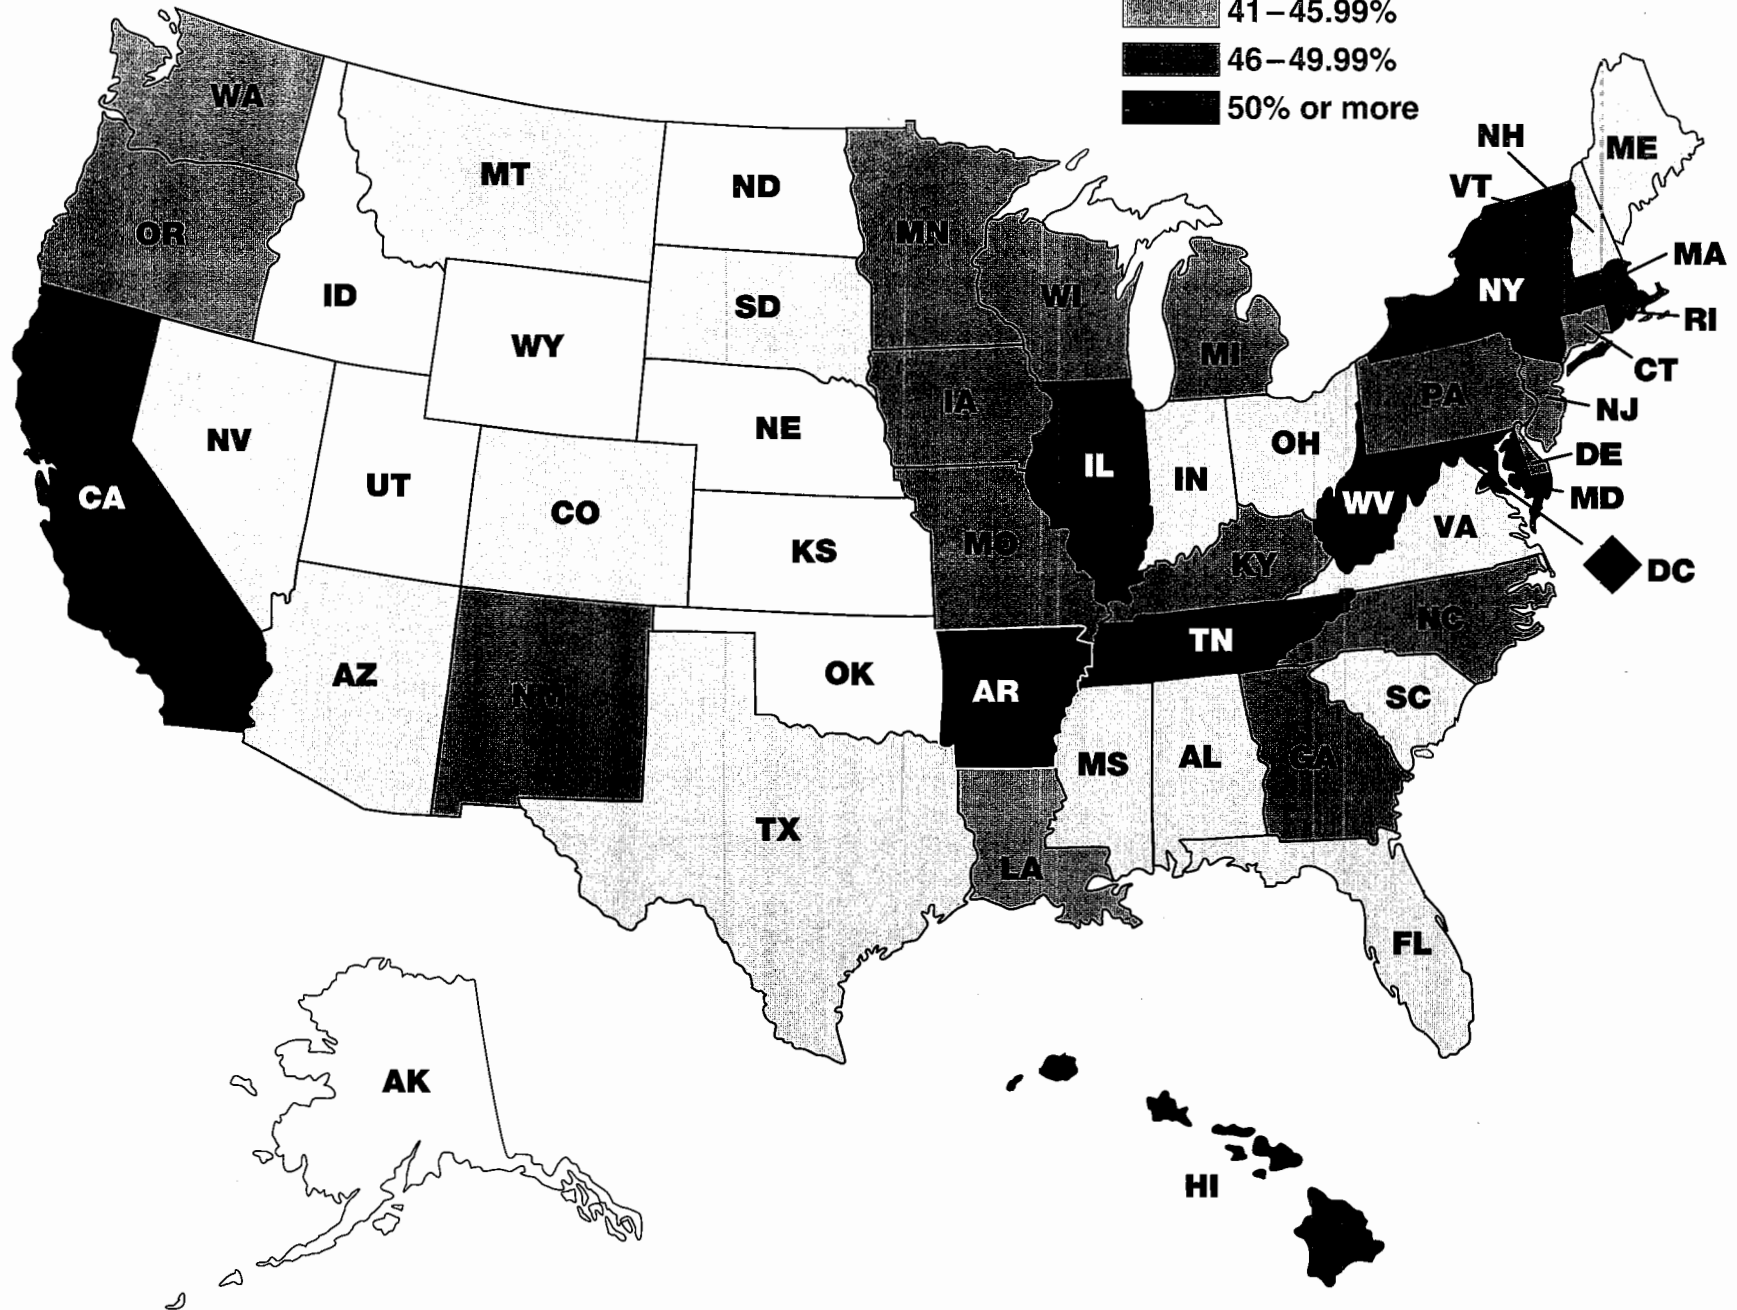 41–45.99%
46–49.99%
50% or more
WA
MT
ND
MN
NH
ME
VT
OR
ID
SD
WI
MA
NY
WY
RI
MI
CT
IA
PA
NJ
NE
NV
OH
DE
IL
IN
CA
UT
WV
MD
CO
VA
KS
MO
KY
DC
NC
TN
AZ
OK
NM
AR
SC
MS
AL
GA
TX
LA
FL
AK
HI